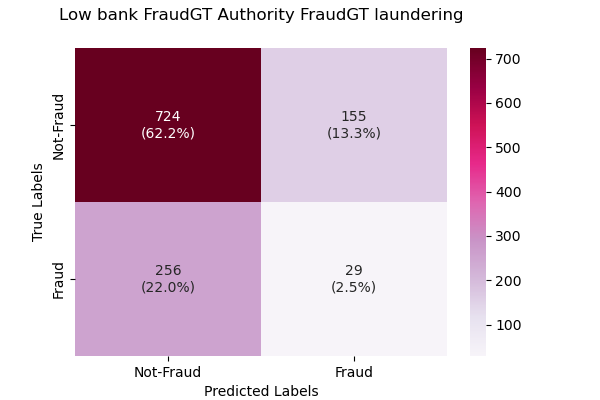 Low bank FraudGT Authority FraudGT laundering
True Labels
Not-Fraud
724
(62.2%)
155
(13.3%)
Fraud
256
(22.0%)
29
(2.5%)
Not-Fraud
Fraud
Predicted Labels
700
600
500
400
300
200
100